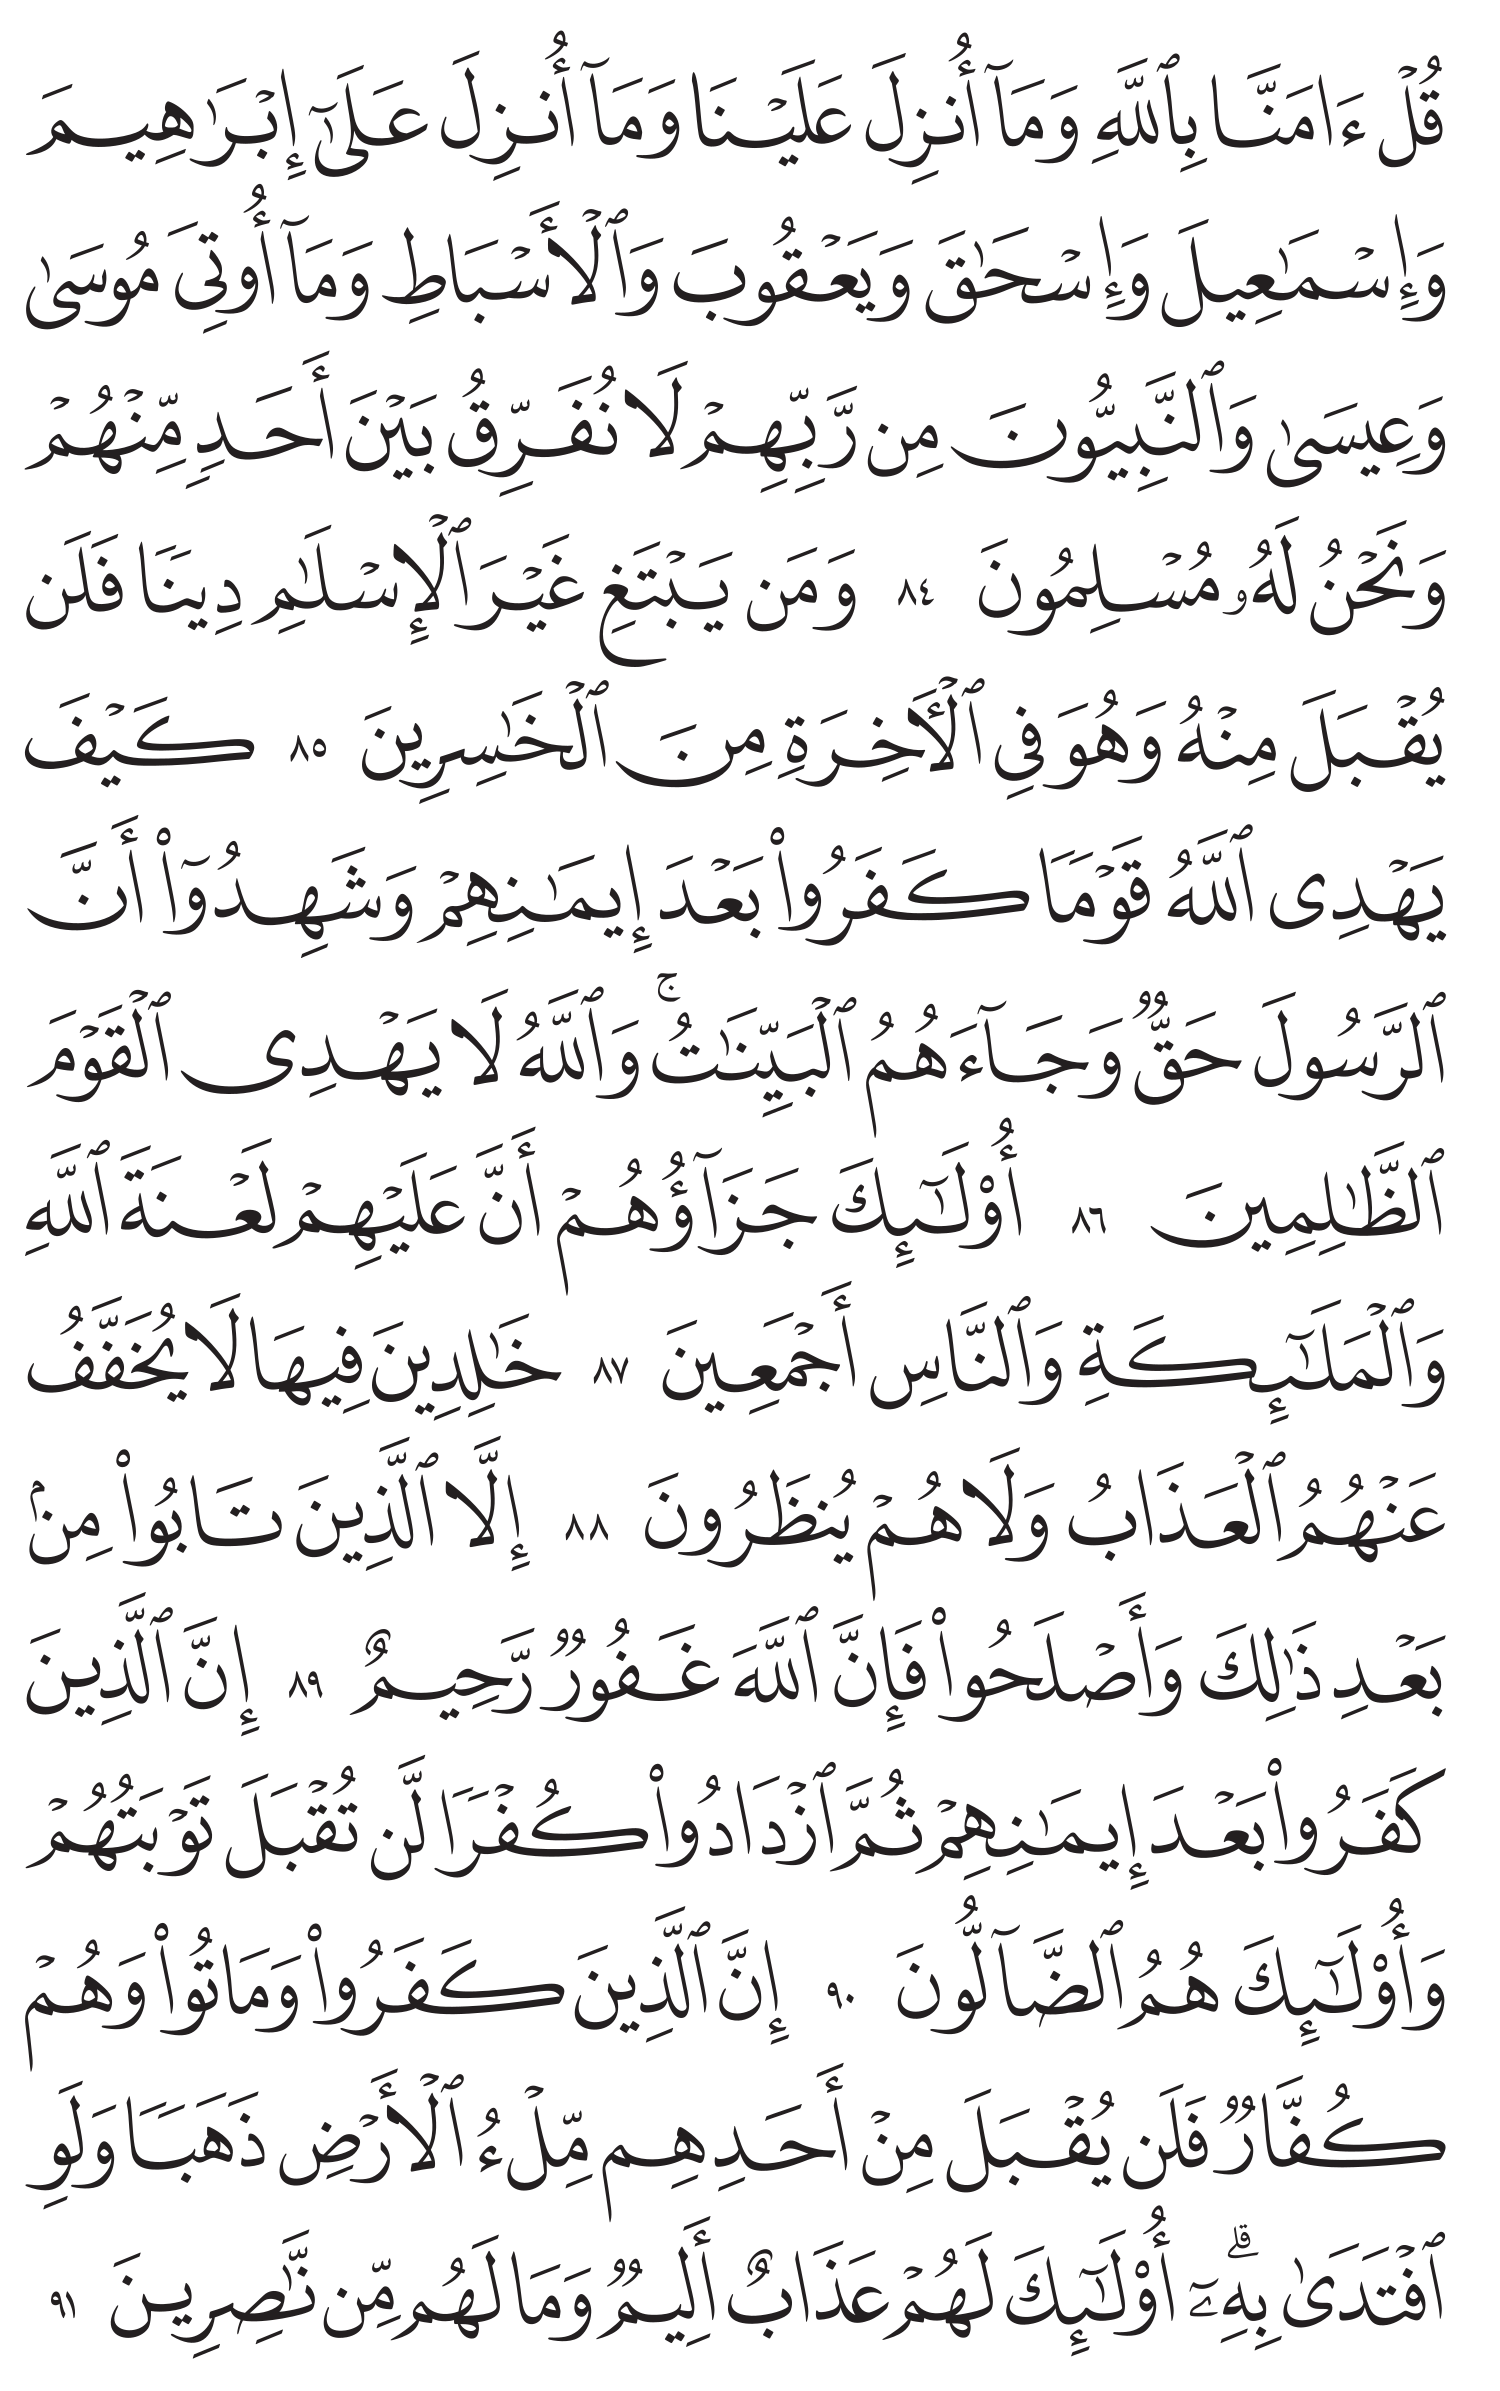 قُلْ ءَامَنَّا بِٱللَّهِ وَمَآ أُنزِلَ عَلَيْنَا وَمَآ أُنزِلَ عَلَىٰٓ إِبْرَٰهِيمَ
وَإِسْمَٰعِيلَ وَإِسْحَٰقَ وَيَعْقُوبَ وَٱلْأَسْبَاطِ وَمَآ أُوتِىَ مُوسَىٰ
وَعِيسَىٰ وَٱلنَّبِيُّونَ مِن رَّبِّهِمْ لَا نُفَرِّقُ بَيْنَ أَحَدٍ مِّنْهُمْ
وَنَحْنُ لَهُۥ مُسْلِمُونَ ٨٤ وَمَن يَبْتَغِ غَيْرَ ٱلْإِسْلَٰمِ دِينًا فَلَن
يُقْبَلَ مِنْهُ وَهُوَ فِى ٱلْأَخِرَةِ مِنَ ٱلْخَٰسِرِينَ ٨٥ كَيْفَ
يَهْدِى ٱللَّهُ قَوْمًا كَفَرُوا۟ بَعْدَ إِيمَٰنِهِمْ وَشَهِدُوٓا۟ أَنَّ
ٱلرَّسُولَ حَقٌّ وَجَآءَهُمُ ٱلْبَيِّنَٰتُ ۚ وَٱللَّهُ لَا يَهْدِى ٱلْقَوْمَ
ٱلظَّٰلِمِينَ ٨٦ أُو۟لَٰٓئِكَ جَزَآؤُهُمْ أَنَّ عَلَيْهِمْ لَعْنَةَ ٱللَّهِ
وَٱلْمَلَٰٓئِكَةِ وَٱلنَّاسِ أَجْمَعِينَ ٨٧ خَٰلِدِينَ فِيهَا لَا يُخَفَّفُ
عَنْهُمُ ٱلْعَذَابُ وَلَا هُمْ يُنظَرُونَ ٨٨ إِلَّا ٱلَّذِينَ تَابُوا۟ مِنۢ
بَعْدِ ذَٰلِكَ وَأَصْلَحُوا۟ فَإِنَّ ٱللَّهَ غَفُورٌ رَّحِيمٌ ٨٩ إِنَّ ٱلَّذِينَ
كَفَرُوا۟ بَعْدَ إِيمَٰنِهِمْ ثُمَّ ٱزْدَادُوا۟ كُفْرًا لَّن تُقْبَلَ تَوْبَتُهُمْ
وَأُو۟لَٰٓئِكَ هُمُ ٱلضَّآلُّونَ ٩٠ إِنَّ ٱلَّذِينَ كَفَرُوا۟ وَمَاتُوا۟ وَهُمْ
كُفَّارٌ فَلَن يُقْبَلَ مِنْ أَحَدِهِم مِّلْءُ ٱلْأَرْضِ ذَهَبًا وَلَوِ
ٱفْتَدَىٰ بِهِۦٓ ۗ أُو۟لَٰٓئِكَ لَهُمْ عَذَابٌ أَلِيمٌ وَمَا لَهُم مِّن نَّٰصِرِينَ ٩١